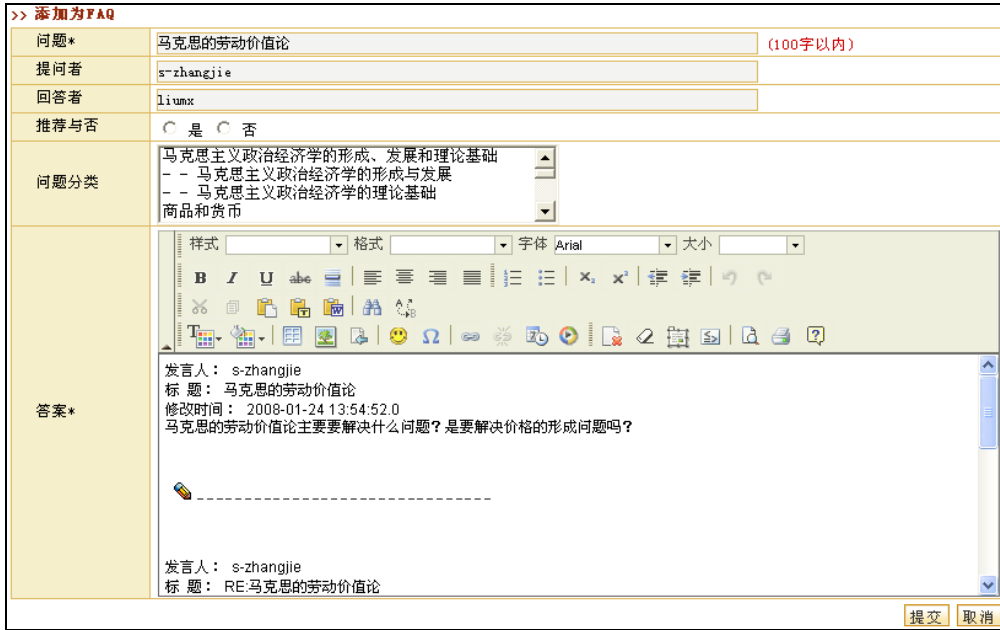 >> 添加为FAQ
问题* 马克思的劳动价值论 (100字以内)
提问者 s-zhangjie
回答者 liumx
推荐与否 是 否
问题分类
马克思主义政治经济学的形成、发展和理论基础
- - 马克思主义政治经济学的形成与发展
- - 马克思主义政治经济学的理论基础
商品和货币
样式 格式 字体 Arial 大小
答案*
发言人： s-zhangjie
标 题： 马克思的劳动价值论
修改时间： 2008-01-24 13:54:52.0
马克思的劳动价值论主要要解决什么问题？是要解决价格的形成问题吗？
发言人： s-zhangjie
标 题： RE:马克思的劳动价值论
提交 取消